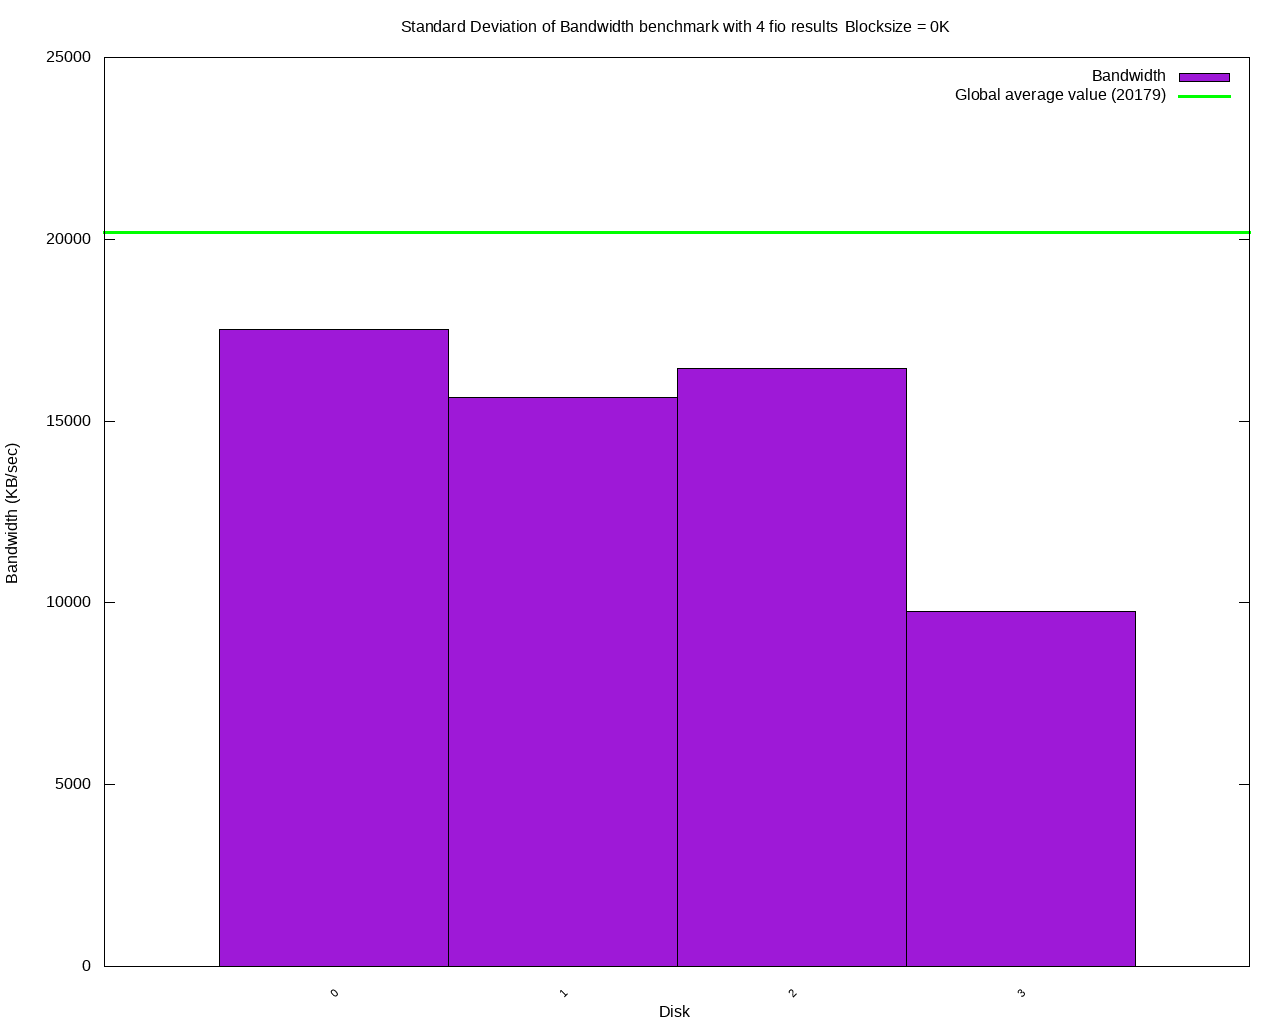 Standard Deviation of Bandwidth benchmark with 4 fio results Blocksize = 0K
25000
20000
15000
10000
5000
0
Bandwidth (KB/sec)
Bandwidth
Global average value (20179)
0
1
2
3
Disk